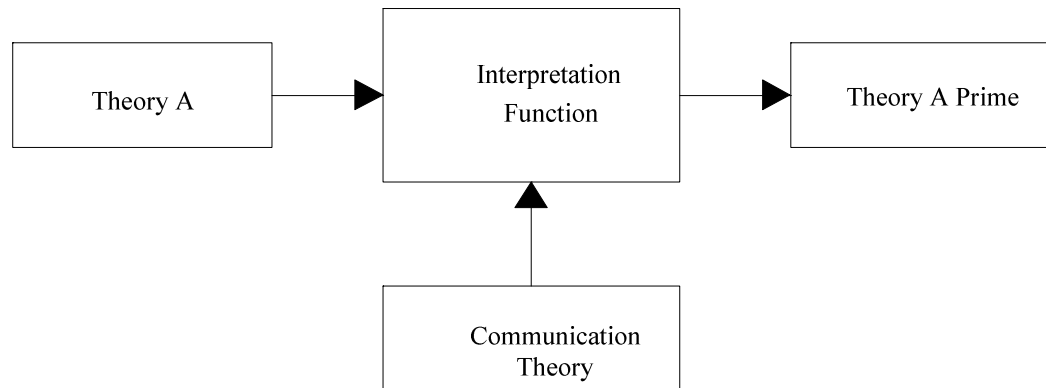 Theory A
Interpretation
Function
Theory A Prime
Communication
Theory